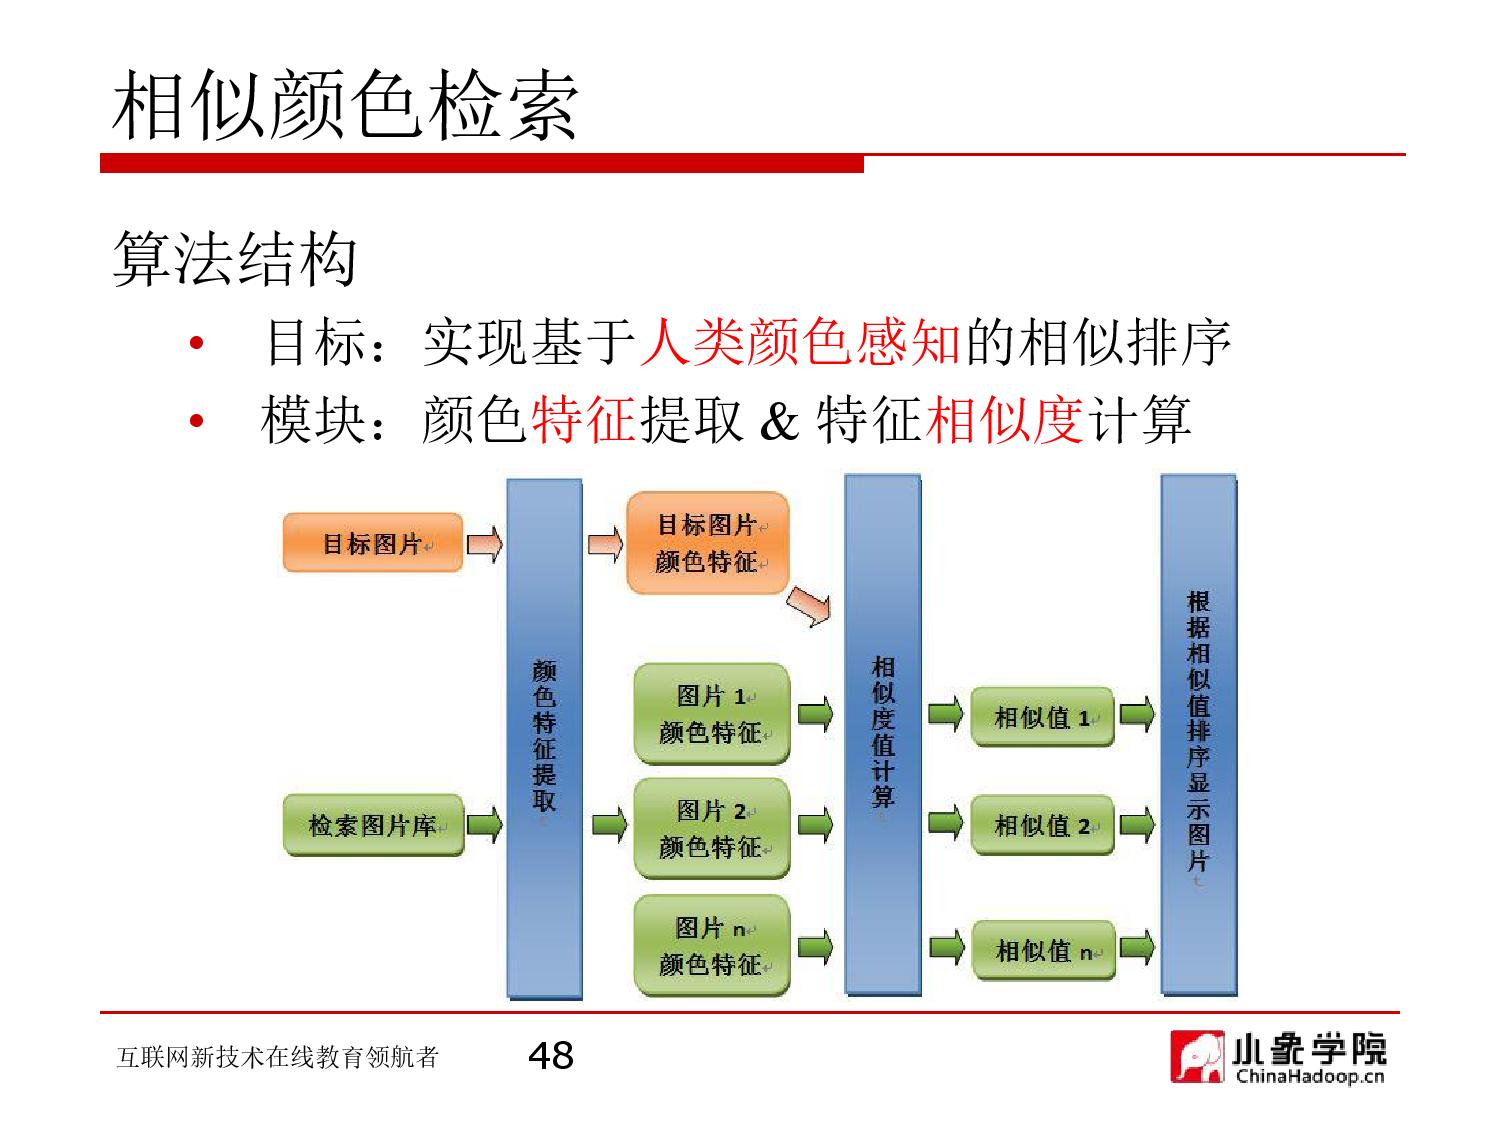 相似颜色检索
算法结构
• 目标：实现基于人类颜色感知的相似排序
• 模块：颜色特征提取 & 特征相似度计算
目标图片
颜色特征提取
目标图片
颜色特征
相似度值计算
根据相似值排序显示图片
图片 1
颜色特征
相似值 1
检索图片库
图片 2
颜色特征
相似值 2
图片 n
颜色特征
相似值 n
互联网新技术在线教育领航者
48
小象学院
ChinaHadoop.cn